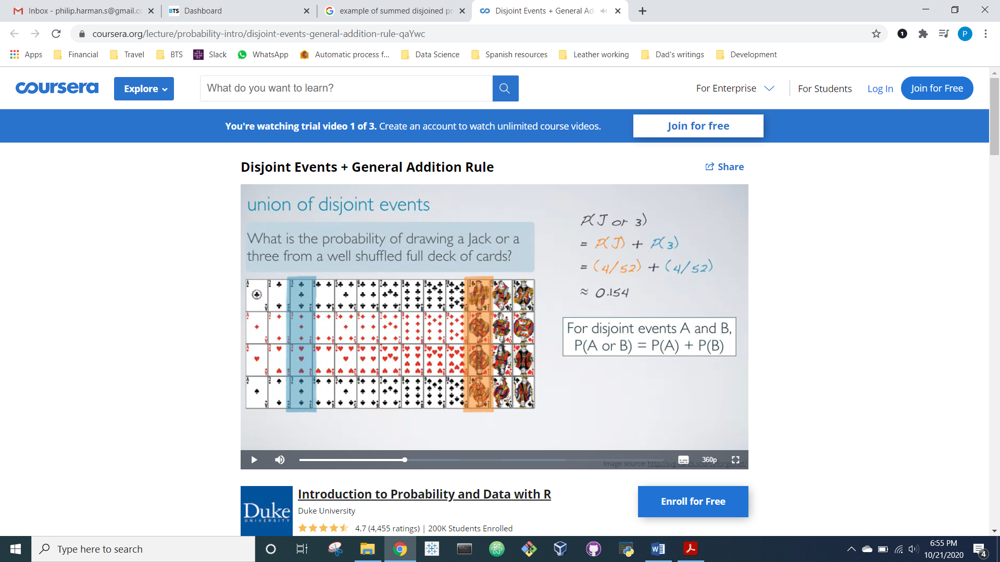 Inbox - philip.harman.s@gmail.cc
BTS Dashboard
example of summed disjoined pr
Disjoint Events + General Ad
coursera.org/lecture/probability-intro/disjoint-events-general-addition-rule-qaYwc
1
P
Apps
Financial
Travel
BTS
Slack
WhatsApp
Automatic process f...
Data Science
Spanish resources
Leather working
Dad's writings
Development
coursera
Explore
What do you want to learn?
For Enterprise
For Students
Log In
Join for Free
You're watching trial video 1 of 3. Create an account to watch unlimited course videos.
Join for free
Disjoint Events + General Addition Rule
Share
union of disjoint events
What is the probability of drawing a Jack or a
three from a well shuffled full deck of cards?
P(J or 3)
= P(J) + P(3)
= (4/52) + (4/52)
≈ 0.154
For disjoint events A and B,
P(A or B) = P(A) + P(B)
Image source: http://svg-cards.sourceforge.net/
360p
Duke
UNIVERSITY
Introduction to Probability and Data with R
Duke University
4.7 (4,455 ratings) | 200K Students Enrolled
Enroll for Free
Type here to search
6:55 PM
10/21/2020
4